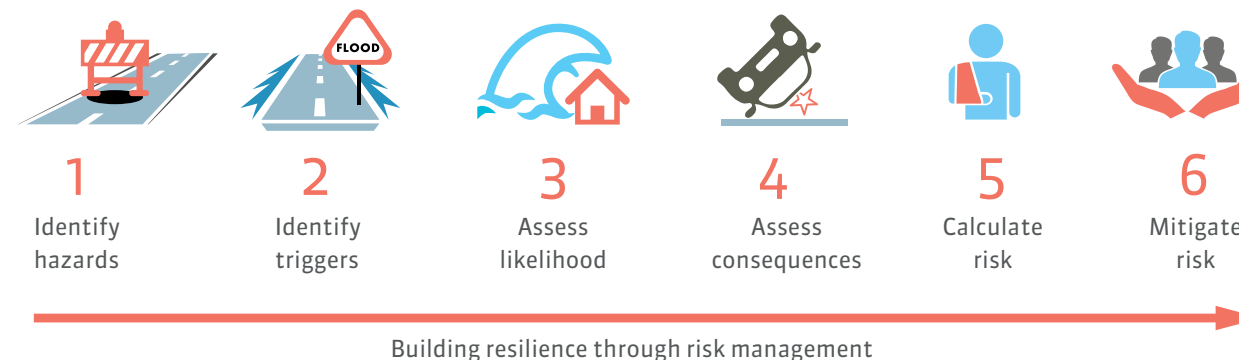 FLOOD
1
Identify
hazards
2
Identify
triggers
3
Assess
likelihood
4
Assess
consequences
5
Calculate
risk
6
Mitigate
risk
Building resilience through risk management